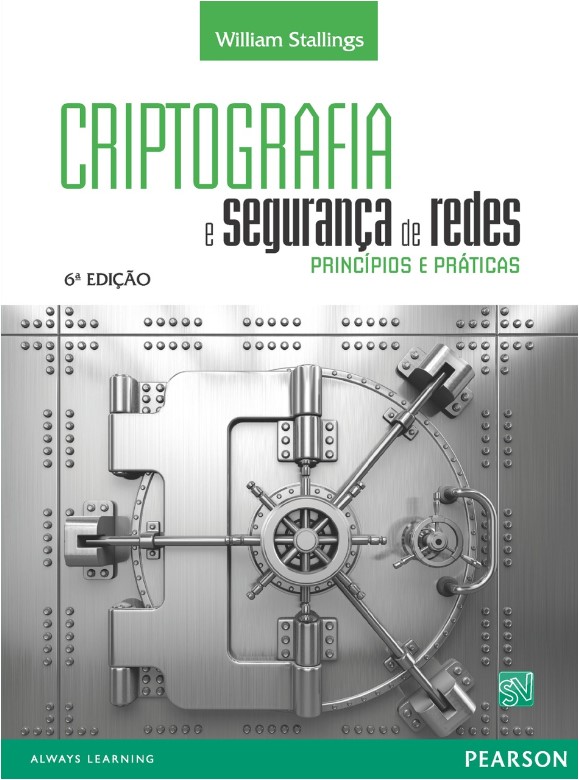 William Stallings
CRIPTOGRAFIA
e segurança de redes
PRINCÍPIOS E PRÁTICAS
6ª EDIÇÃO
SV
ALWAYS LEARNING
PEARSON